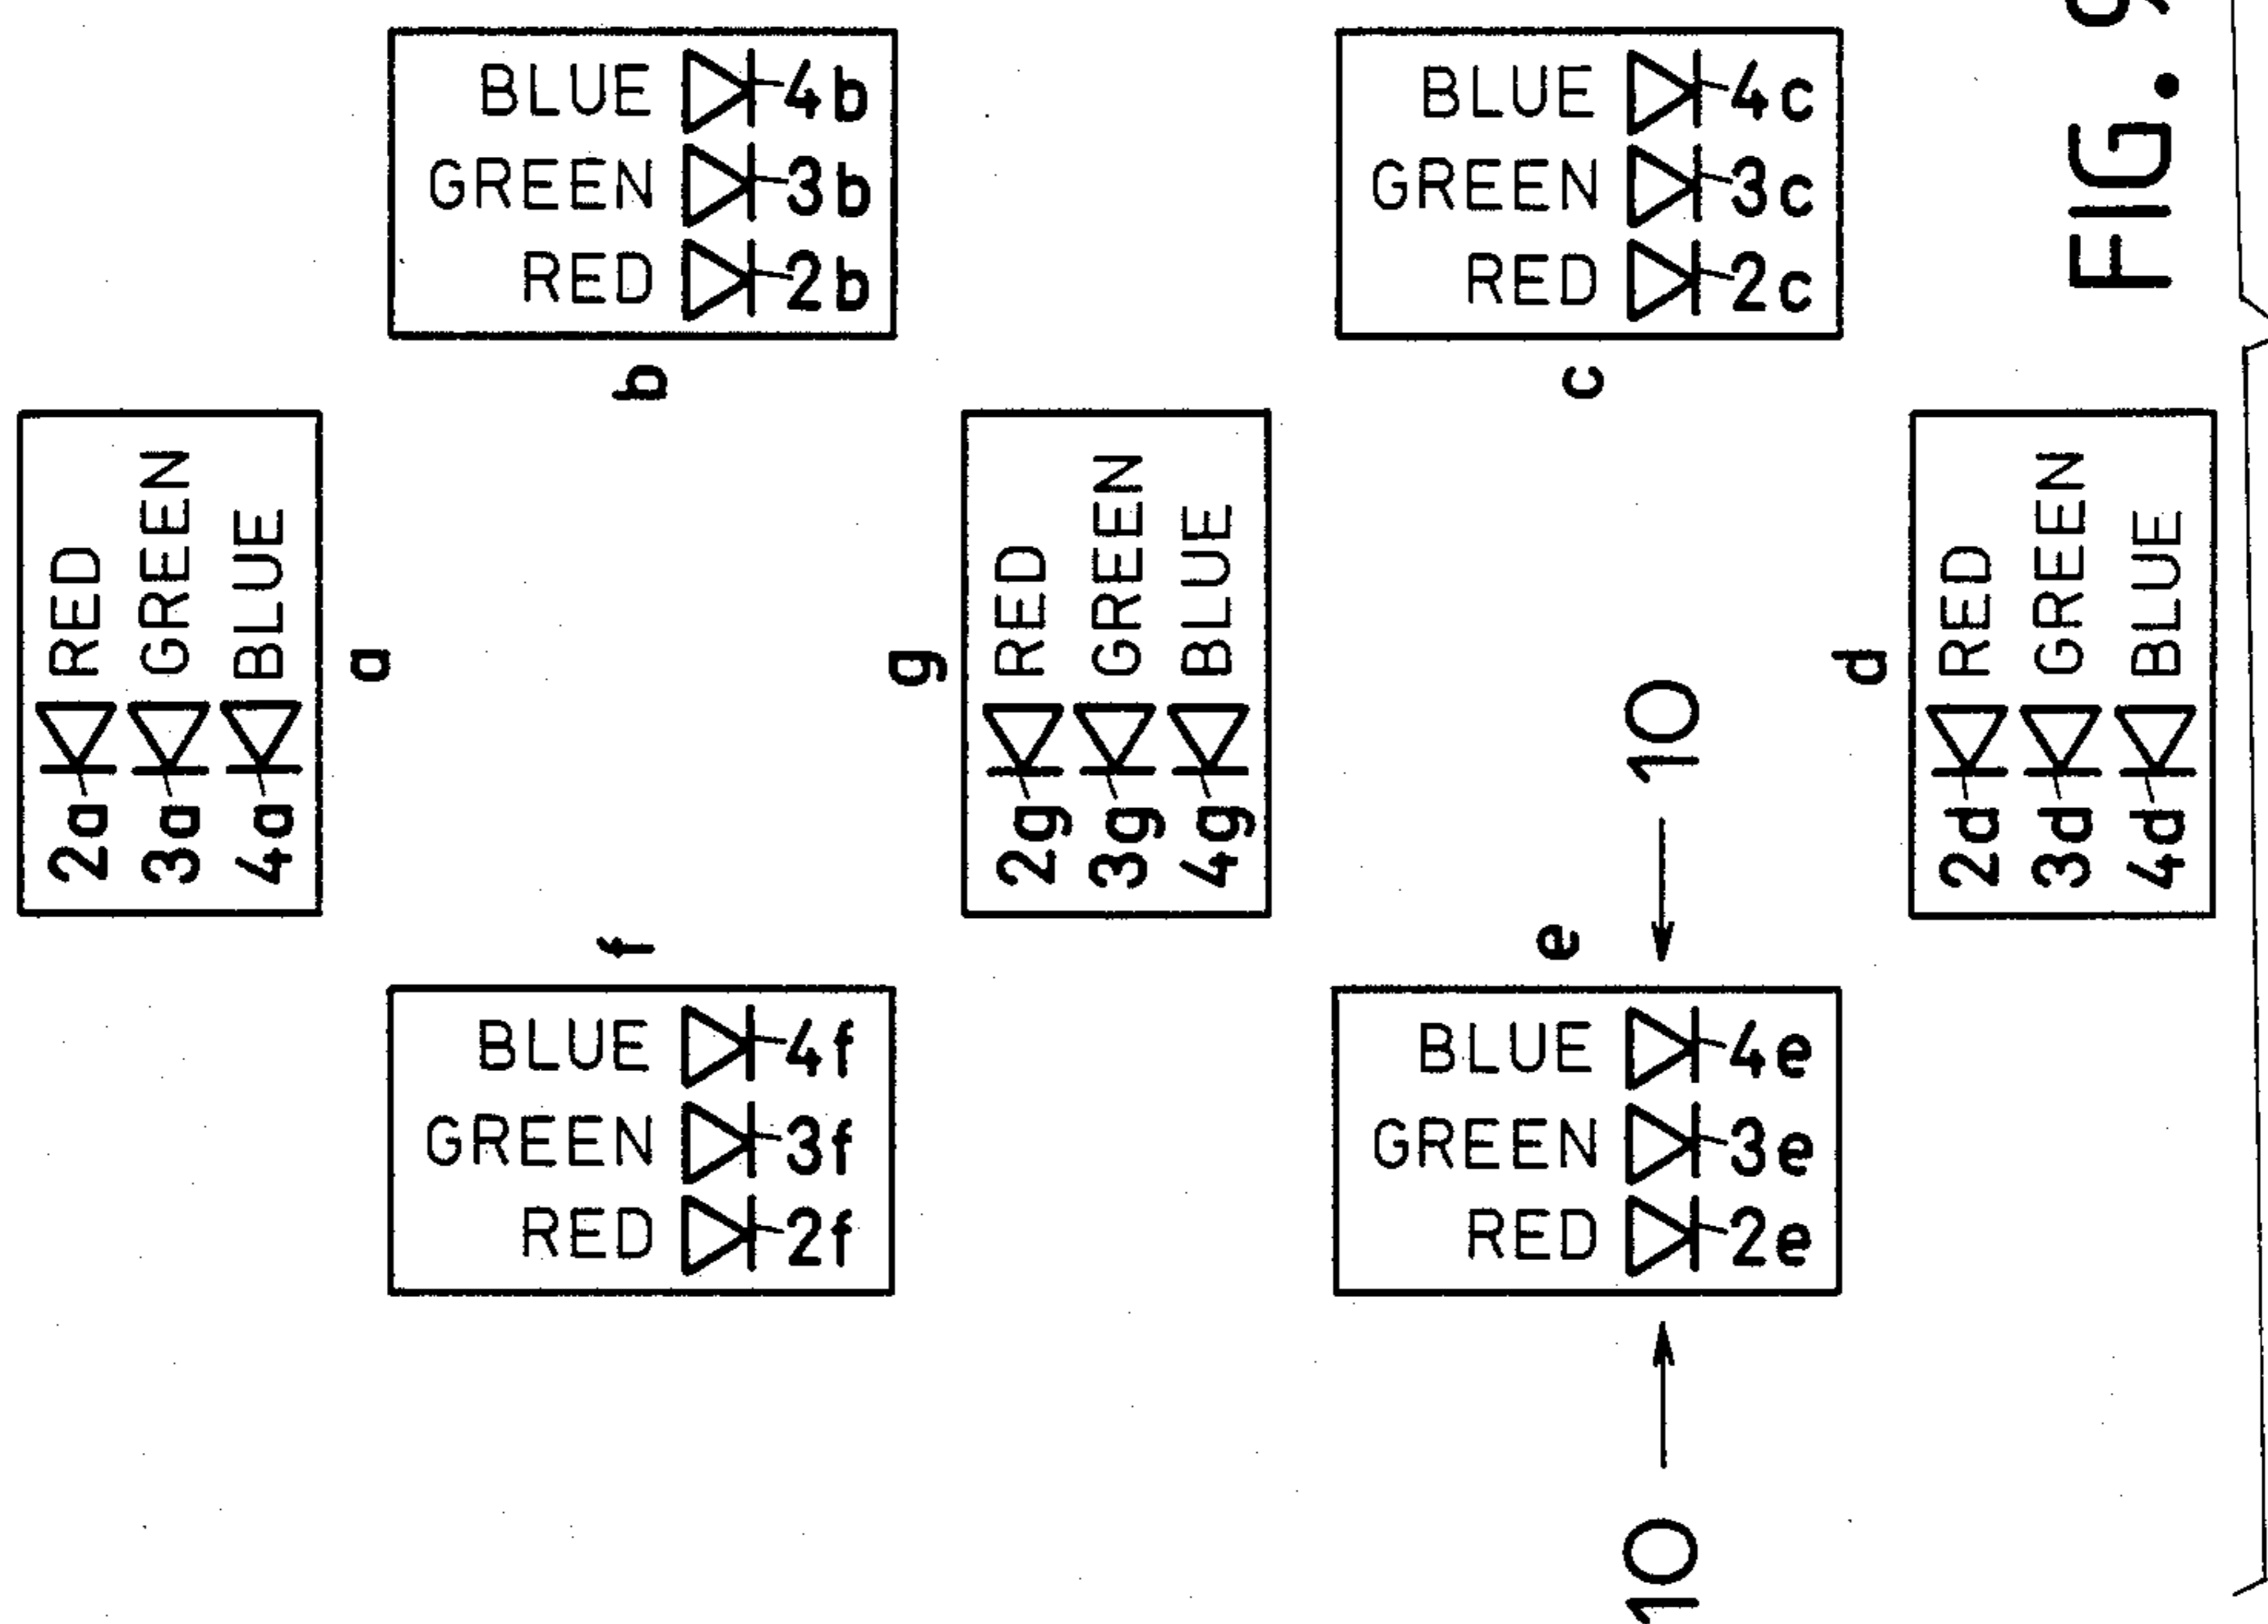 2a RED
3a GREEN
4a BLUE
a
BLUE 4b
GREEN 3b
RED 2b
b
f
BLUE 4f
GREEN 3f
RED 2f
g
2g RED
3g GREEN
4g BLUE
BLUE 4c
GREEN 3c
RED 2c
c
e
BLUE 4e
GREEN 3e
RED 2e
10
10
d
2d RED
3d GREEN
4d BLUE
FIG. 9